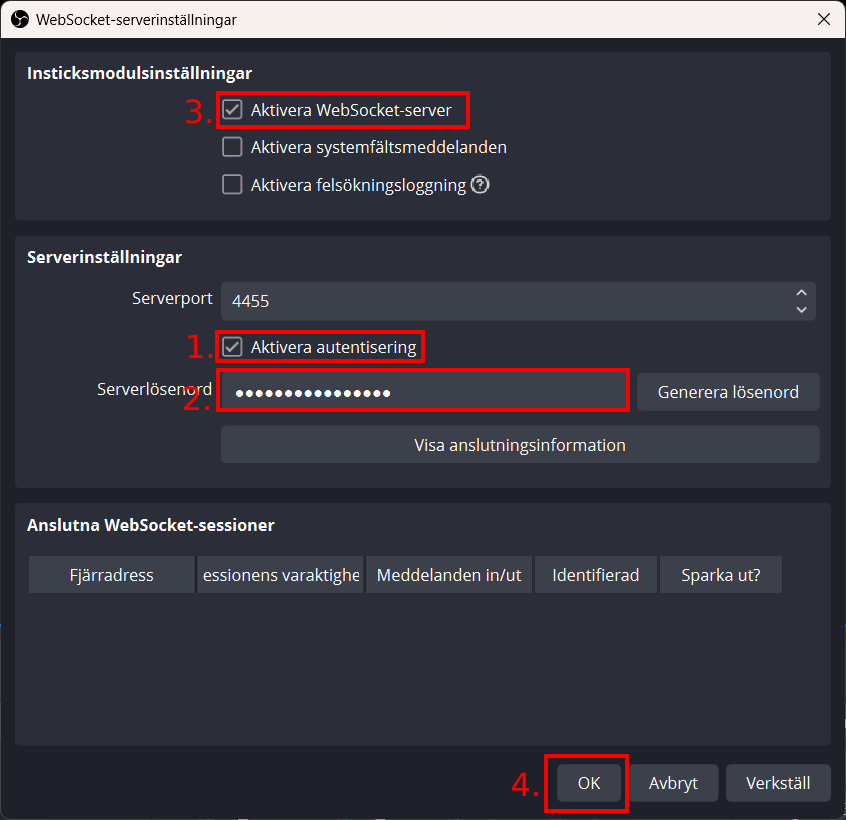 WebSocket-serverinställningar
Insticksmodulsinställningar
3. Aktivera WebSocket-server
Aktivera systemfältsmeddelanden
Aktivera felsökningsloggning ?
Serverinställningar
Serverport 4455
1. Aktivera autentisering
Serverlösenord 2. ●●●●●●●●●●●●●●●● Generera lösenord
Visa anslutningsinformation
Anslutna WebSocket-sessioner
Fjärradress essionens varaktighe Meddelanden in/ut Identifierad Sparka ut?
4. OK Avbryt Verkställ